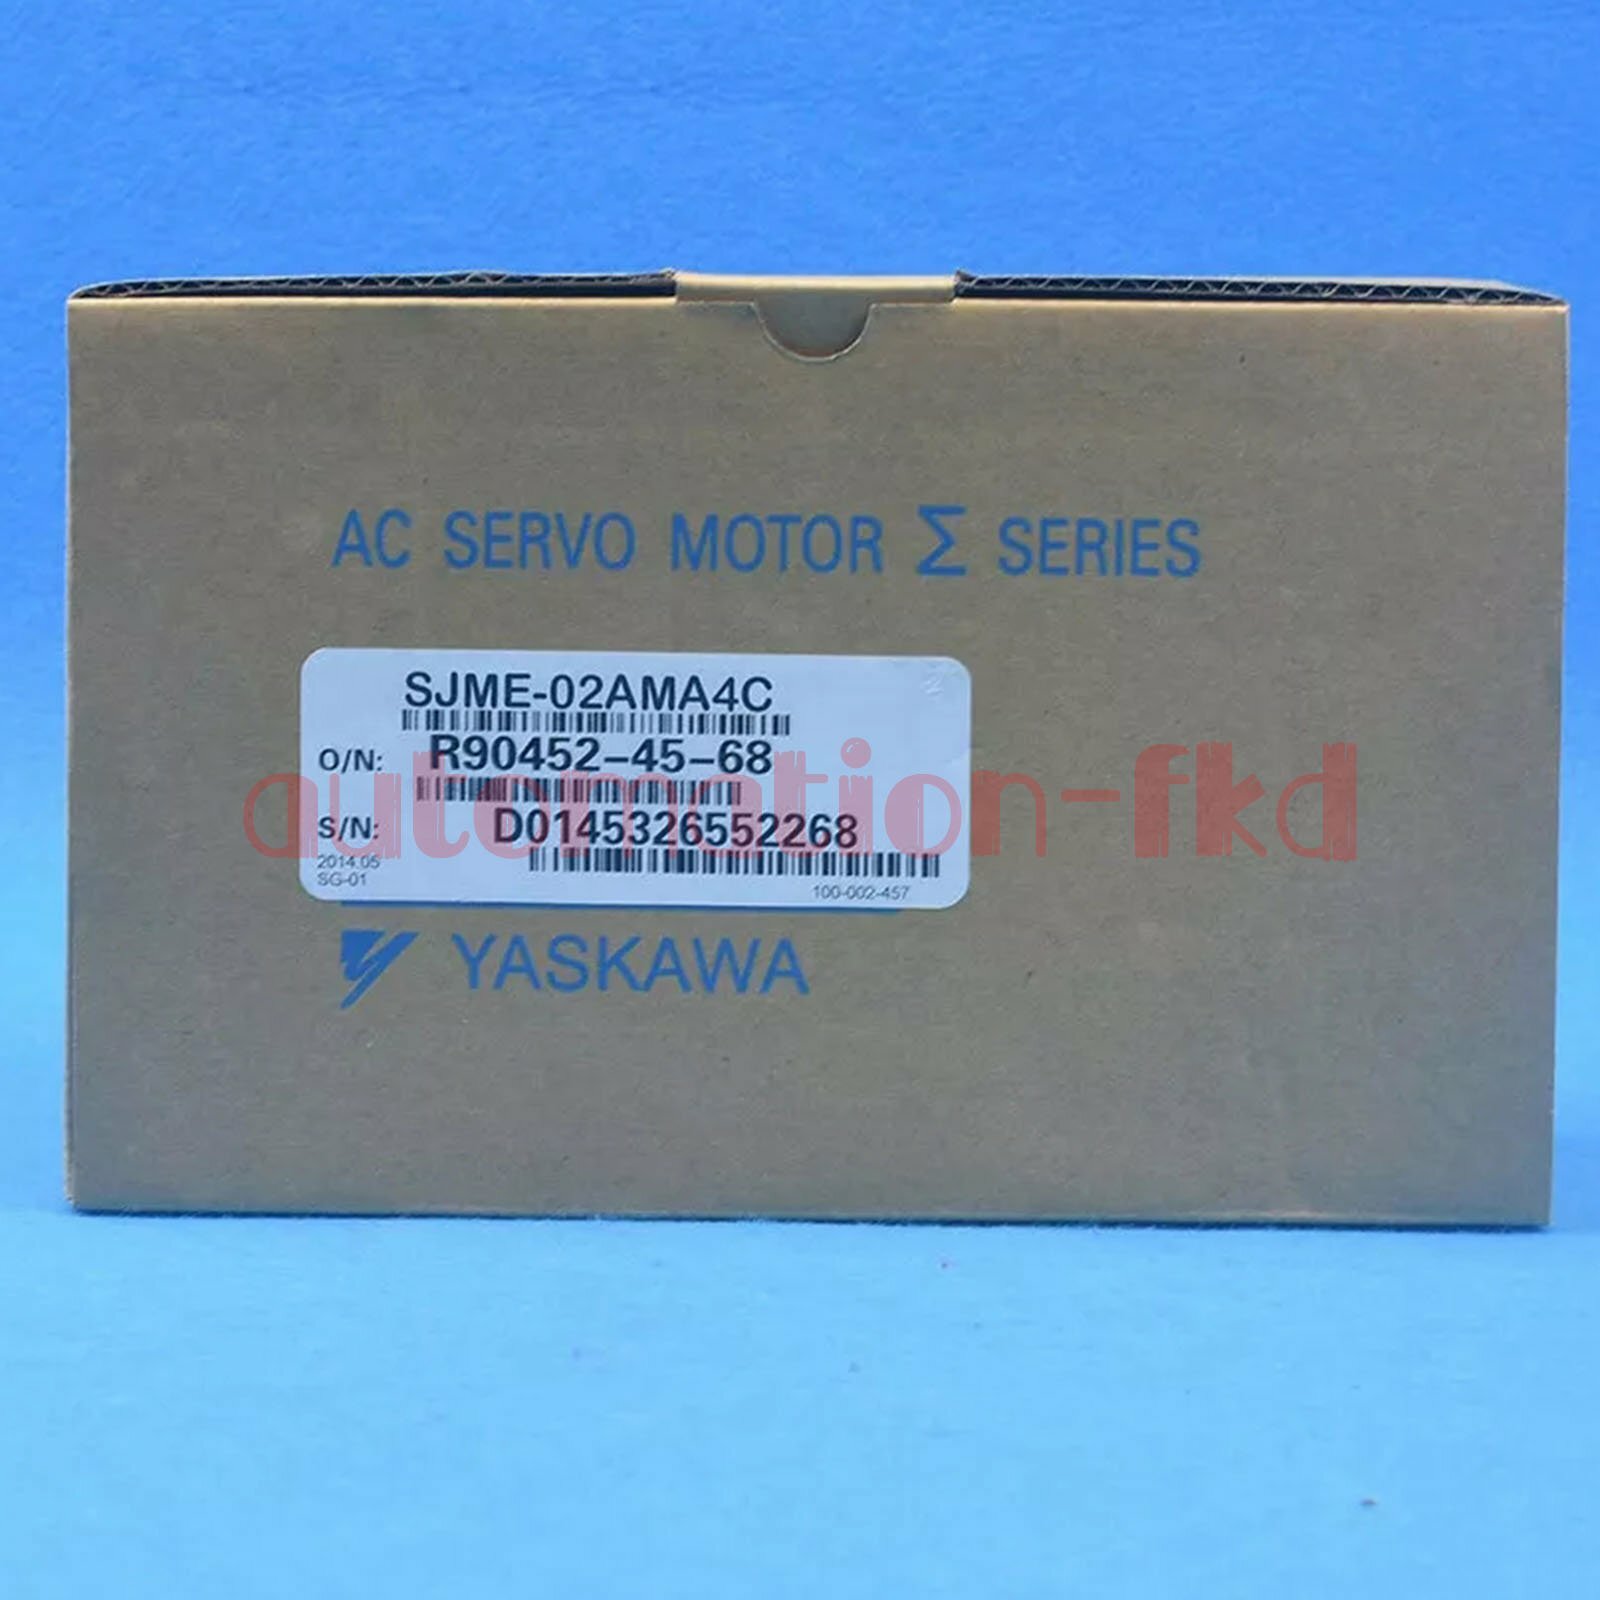 AC SERVO MOTOR Σ SERIES
SJME-02AMA4C
O/N: R90452-45-68
automation-fkd
S/N: D0145326552268
2014.05
SG-01
100-002-457
YASKAWA